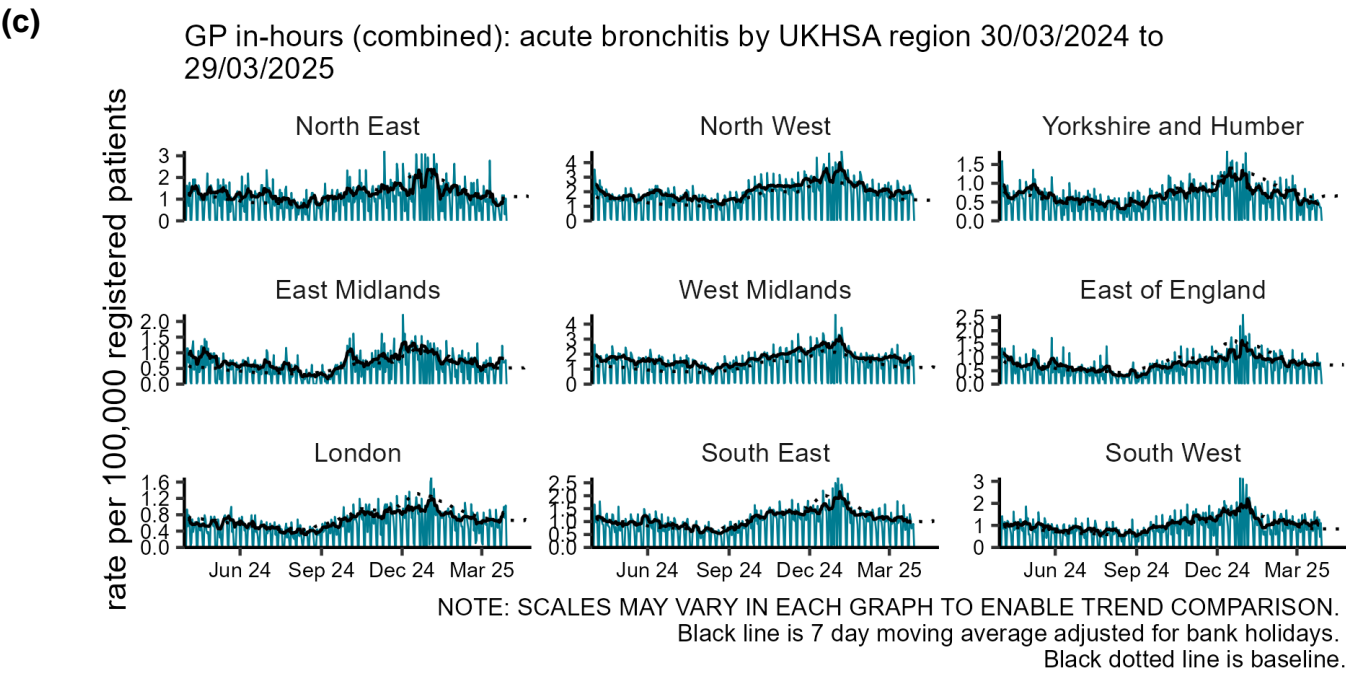 (c)
GP in-hours (combined): acute bronchitis by UKHSA region 30/03/2024 to
29/03/2025
rate per 100,000 registered patients
North East
3
2
1
0
North West
4
3
2
1
0
Yorkshire and Humber
1.5
1.0
0.5
0.0
East Midlands
2.0
1.5
1.0
0.5
0.0
West Midlands
4
3
2
1
0
East of England
2.5
2.0
1.5
1.0
0.5
0.0
London
1.6
1.2
0.8
0.4
0.0
South East
2.5
2.0
1.5
1.0
0.5
0.0
South West
3
2
1
0
Jun 24 Sep 24 Dec 24 Mar 25
Jun 24 Sep 24 Dec 24 Mar 25
Jun 24 Sep 24 Dec 24 Mar 25
NOTE: SCALES MAY VARY IN EACH GRAPH TO ENABLE TREND COMPARISON.
Black line is 7 day moving average adjusted for bank holidays.
Black dotted line is baseline.